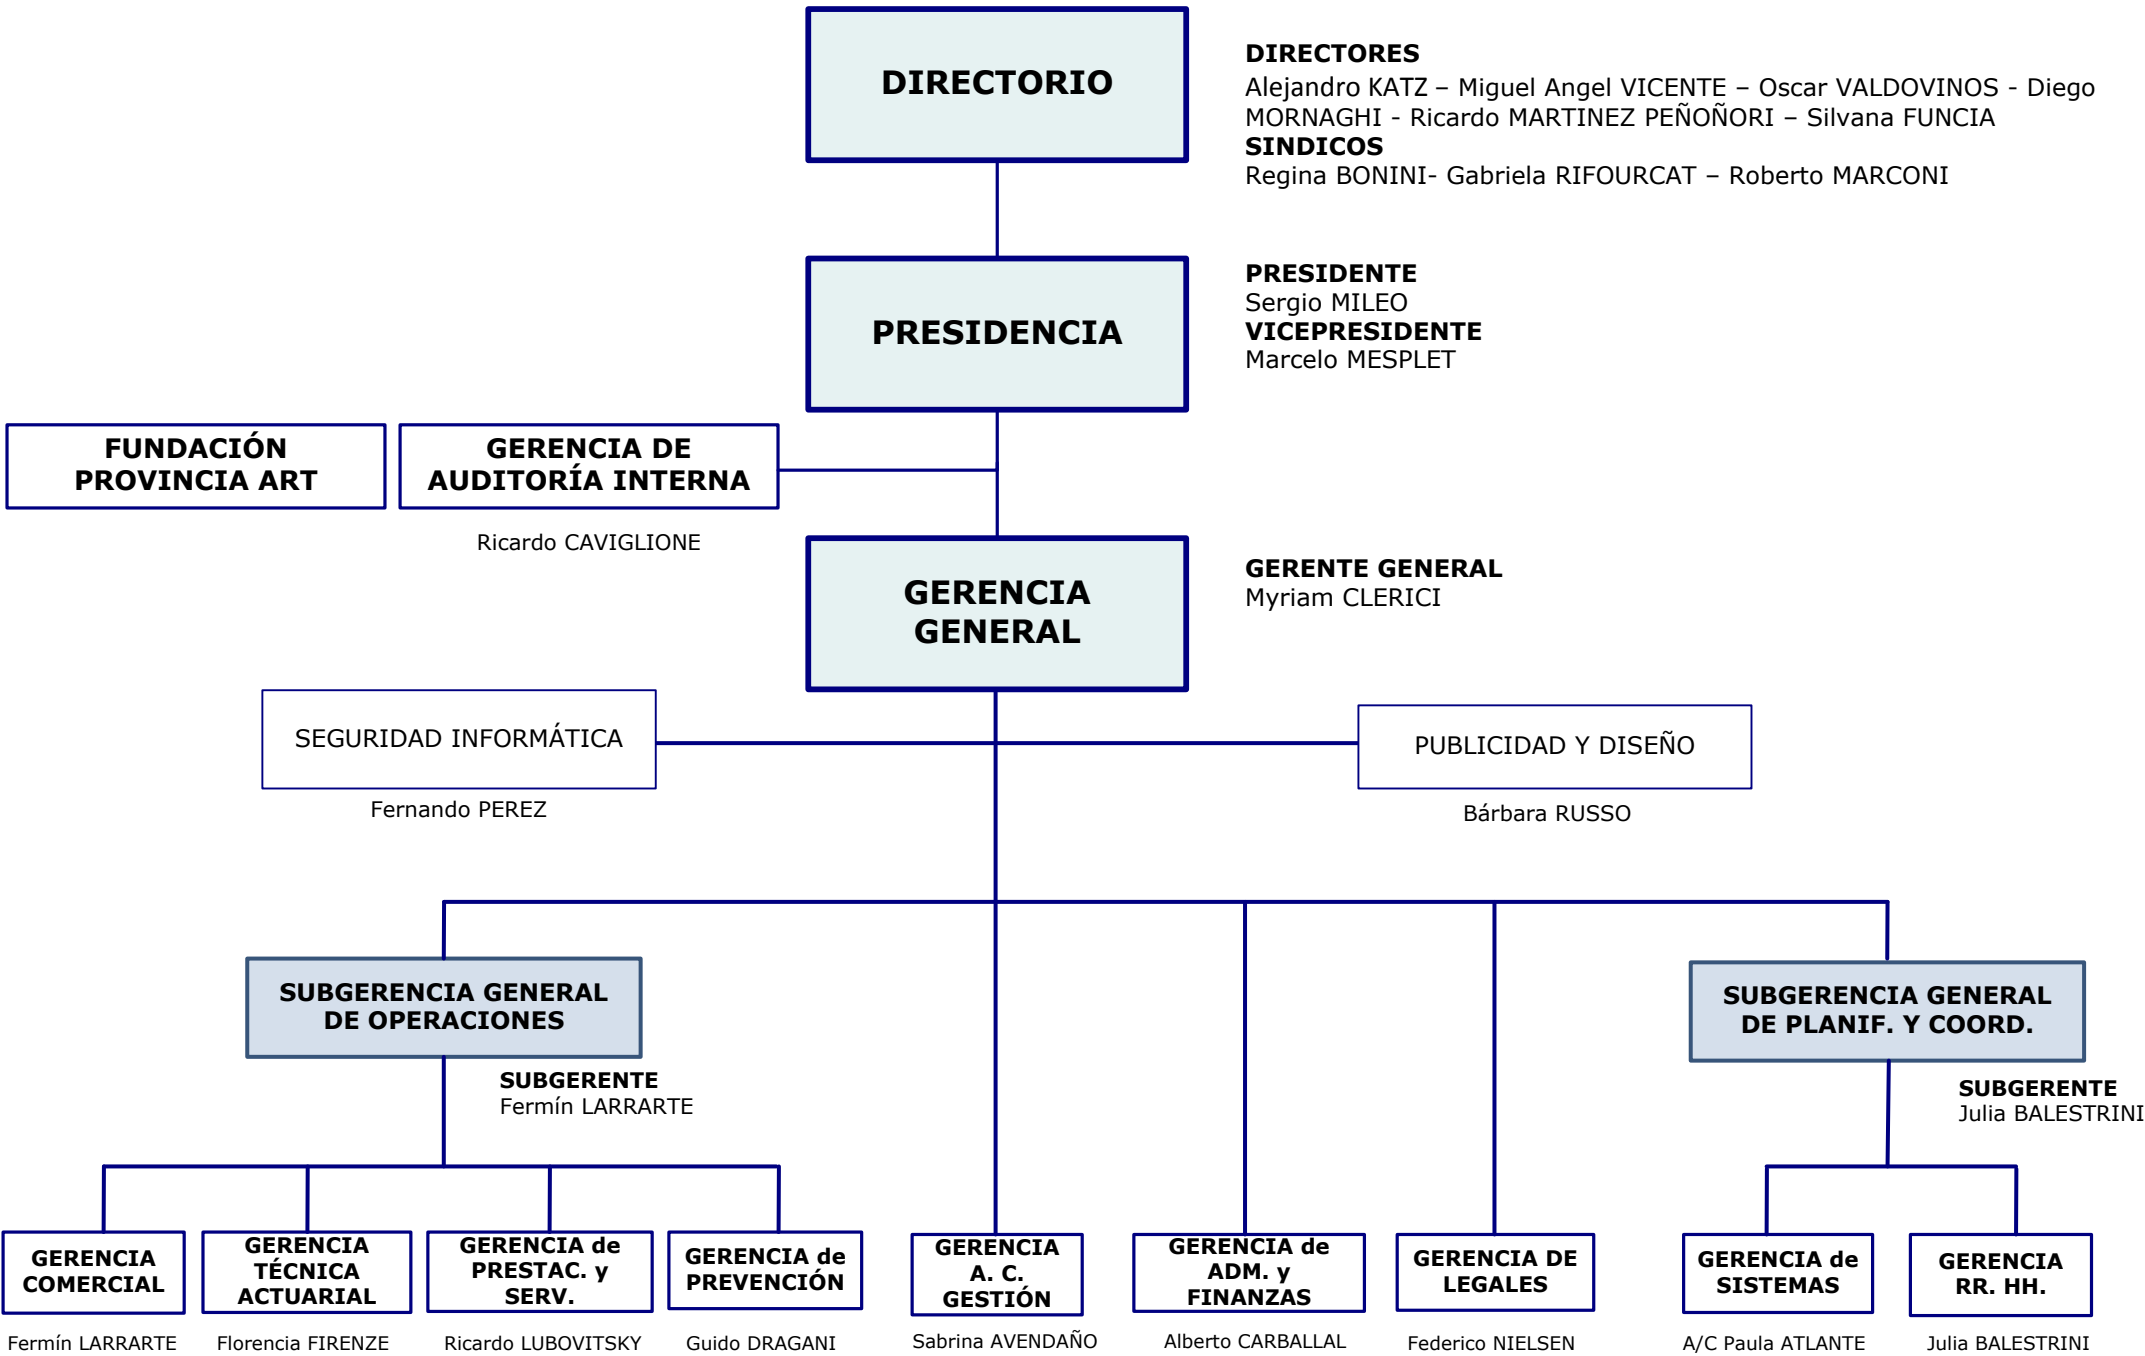 DIRECTORIO
DIRECTORES
Alejandro KATZ – Miguel Angel VICENTE – Oscar VALDOVINOS - Diego
MORNAGHI - Ricardo MARTINEZ PEÑOÑORI – Silvana FUNCIA
SINDICOS
Regina BONINI- Gabriela RIFOURCAT – Roberto MARCONI
PRESIDENCIA
PRESIDENTE
Sergio MILEO
VICEPRESIDENTE
Marcelo MESPLET
FUNDACIÓN
PROVINCIA ART
GERENCIA DE
AUDITORÍA INTERNA
Ricardo CAVIGLIONE
GERENCIA
GENERAL
GERENTE GENERAL
Myriam CLERICI
SEGURIDAD INFORMÁTICA
Fernando PEREZ
PUBLICIDAD Y DISEÑO
Bárbara RUSSO
SUBGERENCIA GENERAL
DE OPERACIONES
SUBGERENTE
Fermín LARRARTE
SUBGERENCIA GENERAL
DE PLANIF. Y COORD.
SUBGERENTE
Julia BALESTRINI
GERENCIA
COMERCIAL
Fermín LARRARTE
GERENCIA
TÉCNICA
ACTUARIAL
Florencia FIRENZE
GERENCIA de
PRESTAC. y
SERV.
Ricardo LUBOVITSKY
GERENCIA de
PREVENCIÓN
Guido DRAGANI
GERENCIA
A. C.
GESTIÓN
Sabrina AVENDAÑO
GERENCIA de
ADM. y
FINANZAS
Alberto CARBALLAL
GERENCIA DE
LEGALES
Federico NIELSEN
GERENCIA de
SISTEMAS
A/C Paula ATLANTE
GERENCIA
RR. HH.
Julia BALESTRINI